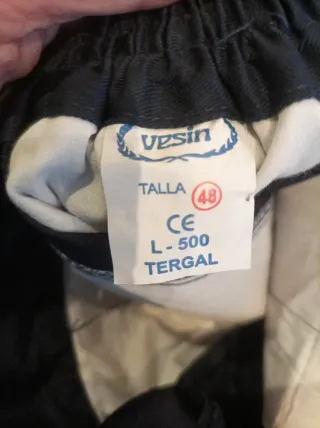 vesin
TALLA 48
CE
L - 500
TERGAL